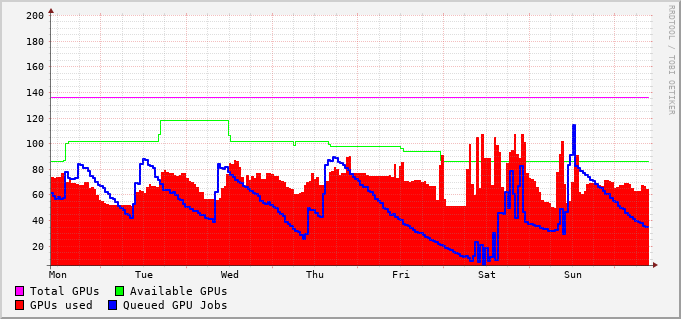 200
180
160
140
120
100
80
60
40
20
Mon Tue Wed Thu Fri Sat Sun
Total GPUs Available GPUs
GPUs used Queued GPU Jobs
RRDTOOL / TOBI OETIKER